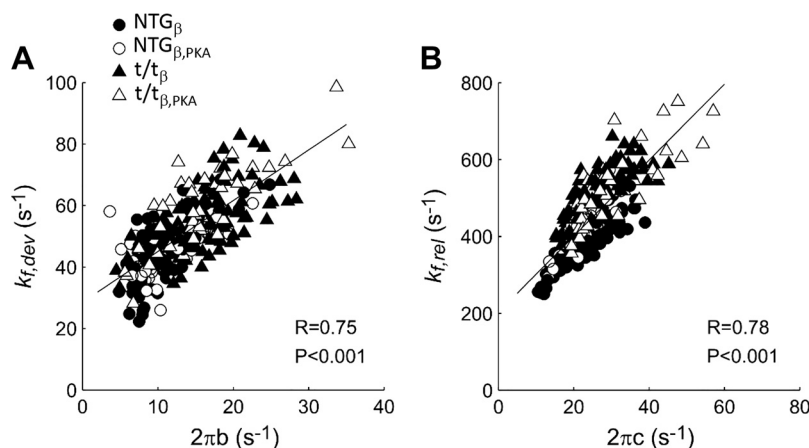 NTGβ
NTGβ,PKA
t/tβ
t/tβ,PKA
A
B
100
80
60
40
20
0
kf,dev (s-1)
0 10 20 30 40
2πb (s-1)
R=0.75
P<0.001
800
600
400
200
0
kf,rel (s-1)
0 20 40 60 80
2πc (s-1)
R=0.78
P<0.001